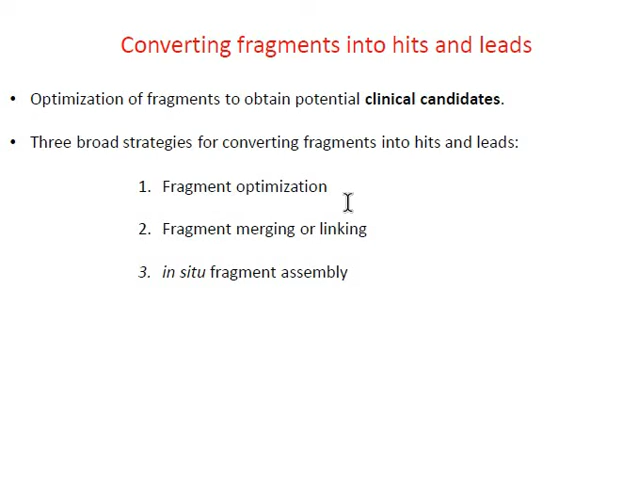 Converting fragments into hits and leads
• Optimization of fragments to obtain potential clinical candidates.
• Three broad strategies for converting fragments into hits and leads:
1. Fragment optimization
2. Fragment merging or linking
3. in situ fragment assembly